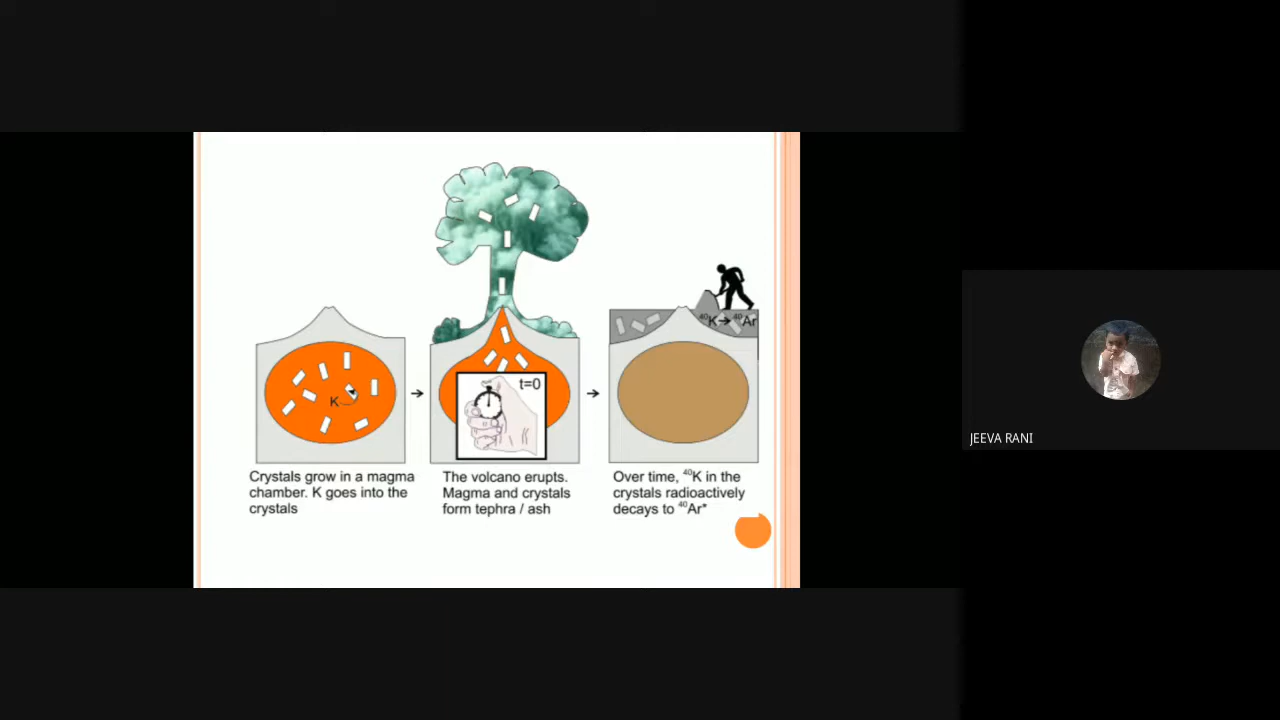 t=0
K
⁴⁰K→⁴⁰Ar
Crystals grow in a magma
chamber. K goes into the
crystals
The volcano erupts.
Magma and crystals
form tephra / ash
Over time, ⁴⁰K in the
crystals radioactively
decays to ⁴⁰Ar*
JEEVA RANI